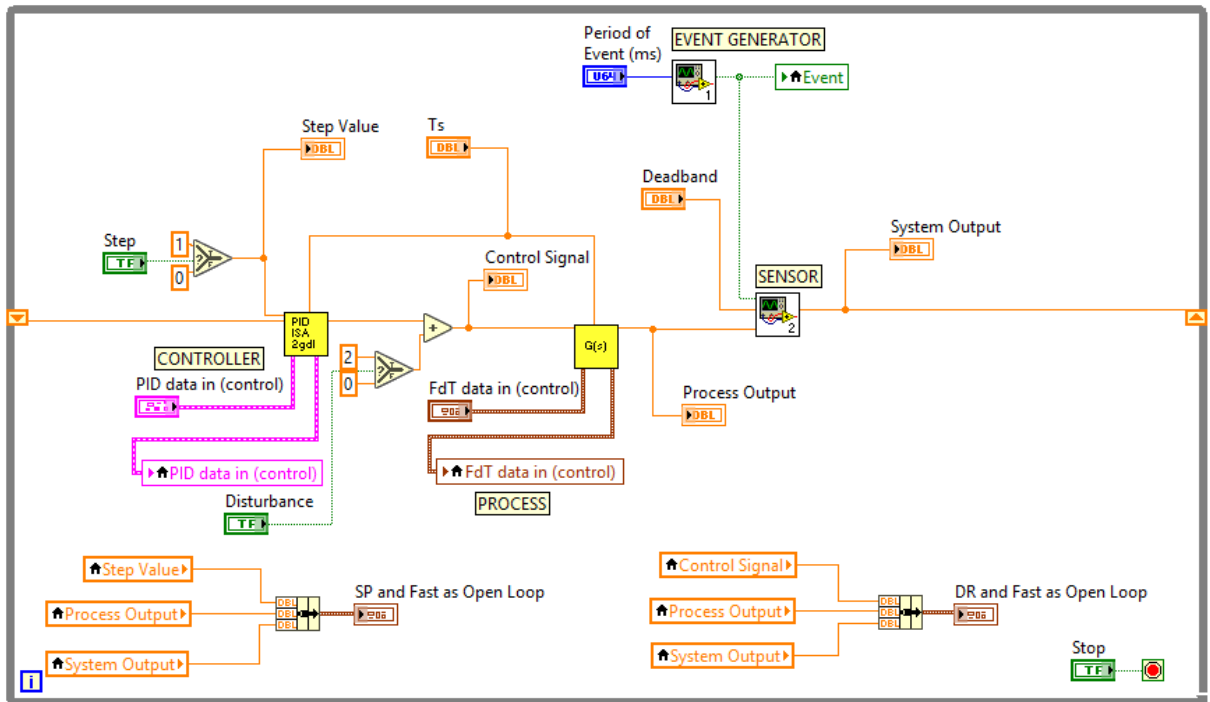 Period of
Event (ms)
EVENT GENERATOR
U64
1
Event
Step Value
DBL
Ts
DBL
Deadband
DBL
System Output
DBL
Step
TF
1
0
?
T
F
Control Signal
DBL
SENSOR
2
PID
ISA
2gdl
+
G(s)
CONTROLLER
PID data in (control)
2
0
?
T
F
FdT data in (control)
Process Output
DBL
PID data in (control)
FdT data in (control)
Disturbance
TF
PROCESS
Step Value
Process Output
System Output
DBL
DBL
DBL
SP and Fast as Open Loop
Control Signal
Process Output
System Output
DBL
DBL
DBL
DR and Fast as Open Loop
Stop
TF
i